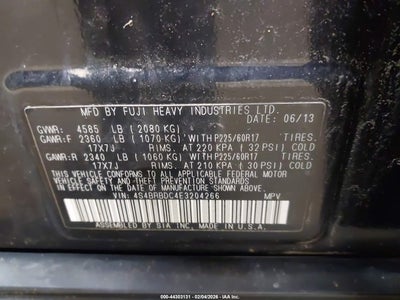 MFD BY FUJI HEAVY INDUSTRIES LTD.
DATE: 06/13
GVWR: 4585 LB (2080 KG)
GAWR:F 2360 LB (1070 KG) WITH P225/60R17 TIRES.
17X7J RIMS. AT 220 KPA (32 PSI) COLD
GAWR:R 2340 LB (1060 KG) WITH P225/60R17 TIRES.
17X7J RIMS. AT 210 KPA (30 PSI) COLD
THIS VEHICLE CONFORMS TO ALL APPLICABLE FEDERAL MOTOR
VEHICLE SAFETY AND THEFT-PREVENTION STANDARDS IN
EFFECT ON THE DATE OF MANUFACTURE SHOWN ABOVE.
VIN: 4S4BRBDC4E3204266 MPV
ASSEMBLED BY SIA INC. MADE IN U.S.A.
QTY: 44303131 - 02/04/2026 - IAA Inc.